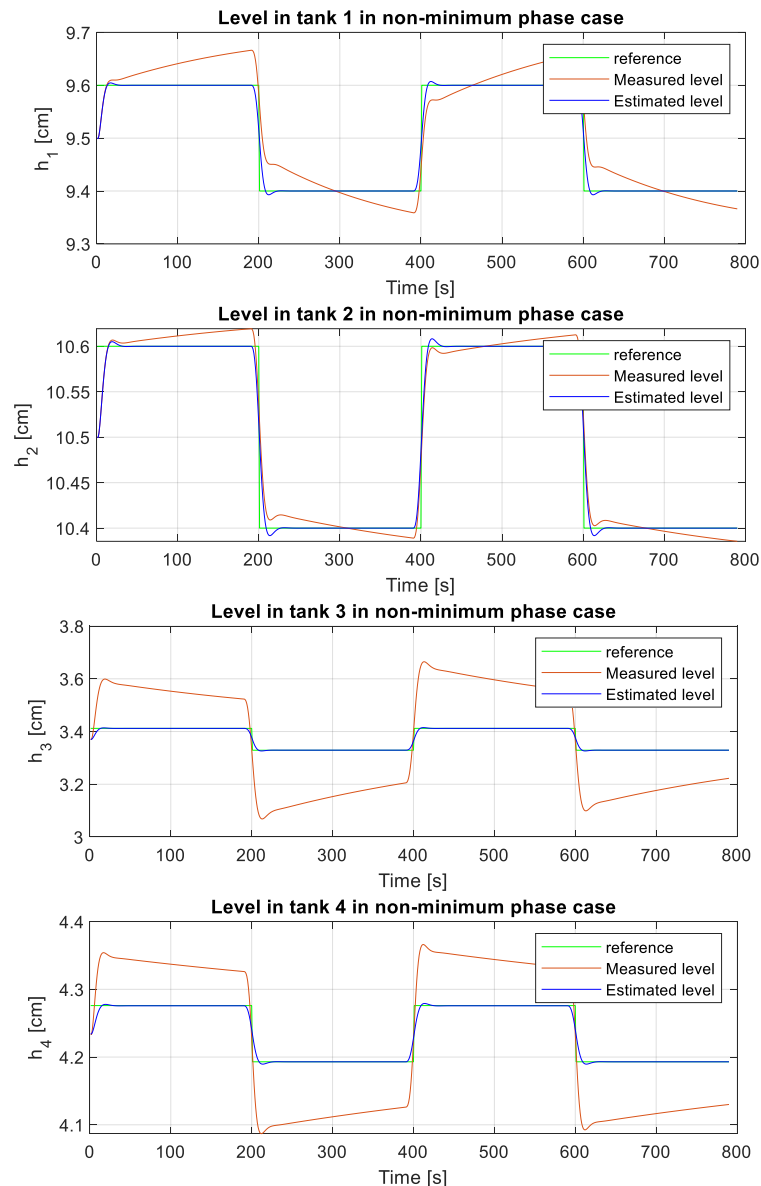 Level in tank 1 in non-minimum phase case
9.7
9.6
9.5
9.4
9.3
h1 [cm]
reference
Measured level
Estimated level
0 100 200 300 400 500 600 700 800
Time [s]
Level in tank 2 in non-minimum phase case
10.6
10.55
10.5
10.45
10.4
h2 [cm]
reference
Measured level
Estimated level
0 100 200 300 400 500 600 700 800
Time [s]
Level in tank 3 in non-minimum phase case
3.8
3.6
3.4
3.2
3
h3 [cm]
reference
Measured level
Estimated level
0 100 200 300 400 500 600 700 800
Time [s]
Level in tank 4 in non-minimum phase case
4.4
4.3
4.2
4.1
h4 [cm]
reference
Measured level
Estimated level
0 100 200 300 400 500 600 700 800
Time [s]